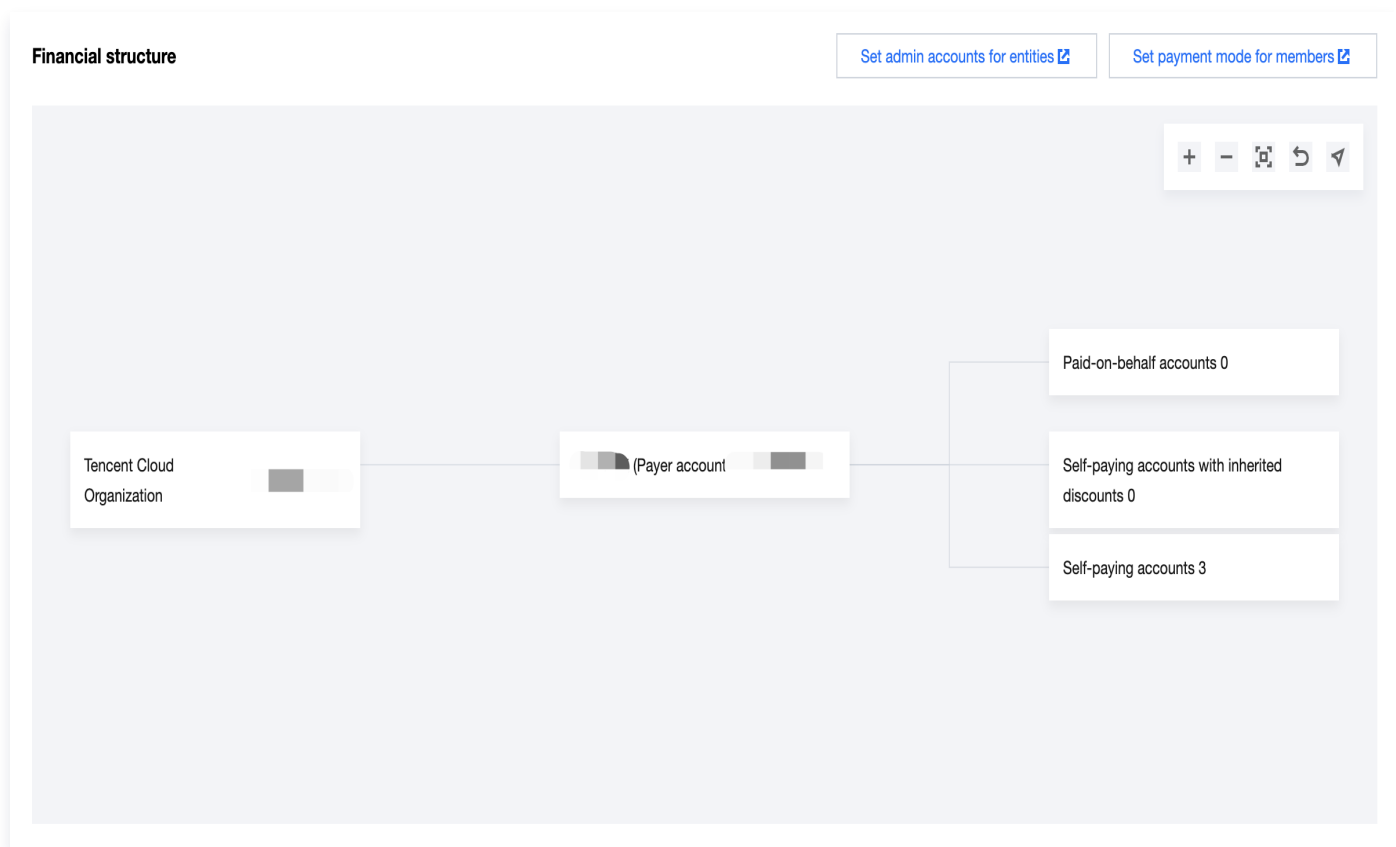 Financial structure
Set admin accounts for entities
Set payment mode for members
Paid-on-behalf accounts 0
Tencent Cloud
Organization
(Payer account
Self-paying accounts with inherited
discounts 0
Self-paying accounts 3